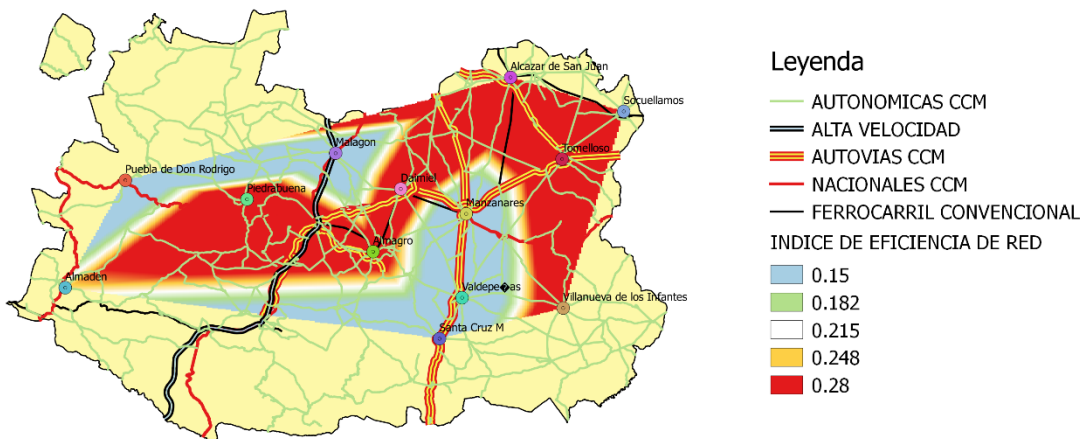 Alcazar de San Juan
Socuellamos
Malagon
Tomelloso
Puebla de Don Rodrigo
Piedrabuena
Daimiel
Manzanares
Almagro
Almaden
Valdepe�as
Villanueva de los Infantes
Santa Cruz M
Leyenda
AUTONOMICAS CCM
ALTA VELOCIDAD
AUTOVIAS CCM
NACIONALES CCM
FERROCARRIL CONVENCIONAL
INDICE DE EFICIENCIA DE RED
0.15
0.182
0.215
0.248
0.28